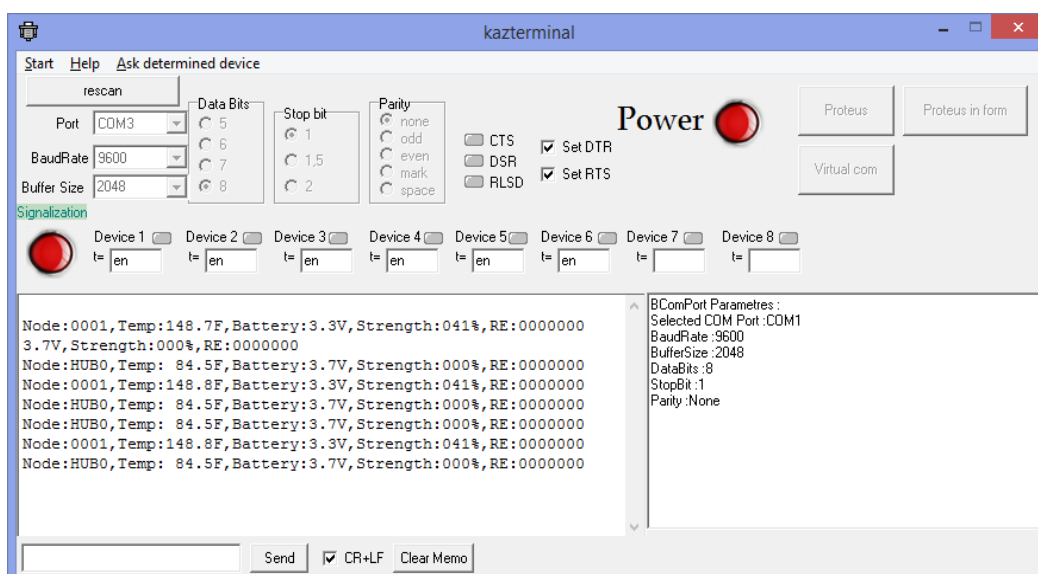 kazterminal
Start Help Ask determined device
rescan
Port COM3
BaudRate 9600
Buffer Size 2048
Data Bits
5
6
7
8
Stop bit
1
1,5
2
Parity
none
odd
even
mark
space
CTS
DSR
RLSD
Set DTR
Set RTS
Power
Proteus
Proteus in form
Virtual com
Signalization
Device 1 Device 2 Device 3 Device 4 Device 5 Device 6 Device 7 Device 8
t= en t= en t= en t= en t= en t= en t= t=
Node:0001,Temp:148.7F,Battery:3.3V,Strength:041%,RE:0000000
3.7V,Strength:000%,RE:0000000
Node:HUB0,Temp: 84.5F,Battery:3.7V,Strength:000%,RE:0000000
Node:0001,Temp:148.8F,Battery:3.3V,Strength:041%,RE:0000000
Node:HUB0,Temp: 84.5F,Battery:3.7V,Strength:000%,RE:0000000
Node:HUB0,Temp: 84.5F,Battery:3.7V,Strength:000%,RE:0000000
Node:0001,Temp:148.8F,Battery:3.3V,Strength:041%,RE:0000000
Node:HUB0,Temp: 84.5F,Battery:3.7V,Strength:000%,RE:0000000
BComPort Parametres :
Selected COM Port :COM1
BaudRate :9600
BufferSize :2048
DataBits :8
StopBit :1
Parity :None
Send CR+LF Clear Memo